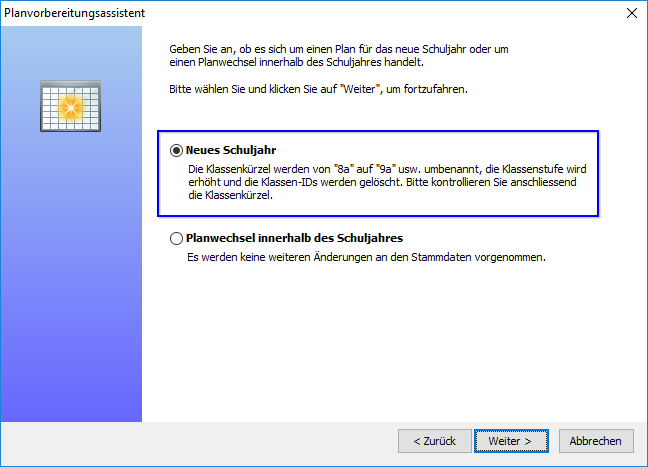 Planvorbereitungsassistent
Geben Sie an, ob es sich um einen Plan für das neue Schuljahr oder um
einen Planwechsel innerhalb des Schuljahres handelt.
Bitte wählen Sie und klicken Sie auf "Weiter", um fortzufahren.
Neues Schuljahr
Die Klassenkürzel werden von "8a" auf "9a" usw. umbenannt, die Klassenstufe wird
erhöht und die Klassen-IDs werden gelöscht. Bitte kontrollieren Sie anschliessend
die Klassenkürzel.
Planwechsel innerhalb des Schuljahres
Es werden keine weiteren Änderungen an den Stammdaten vorgenommen.
< Zurück Weiter > Abbrechen